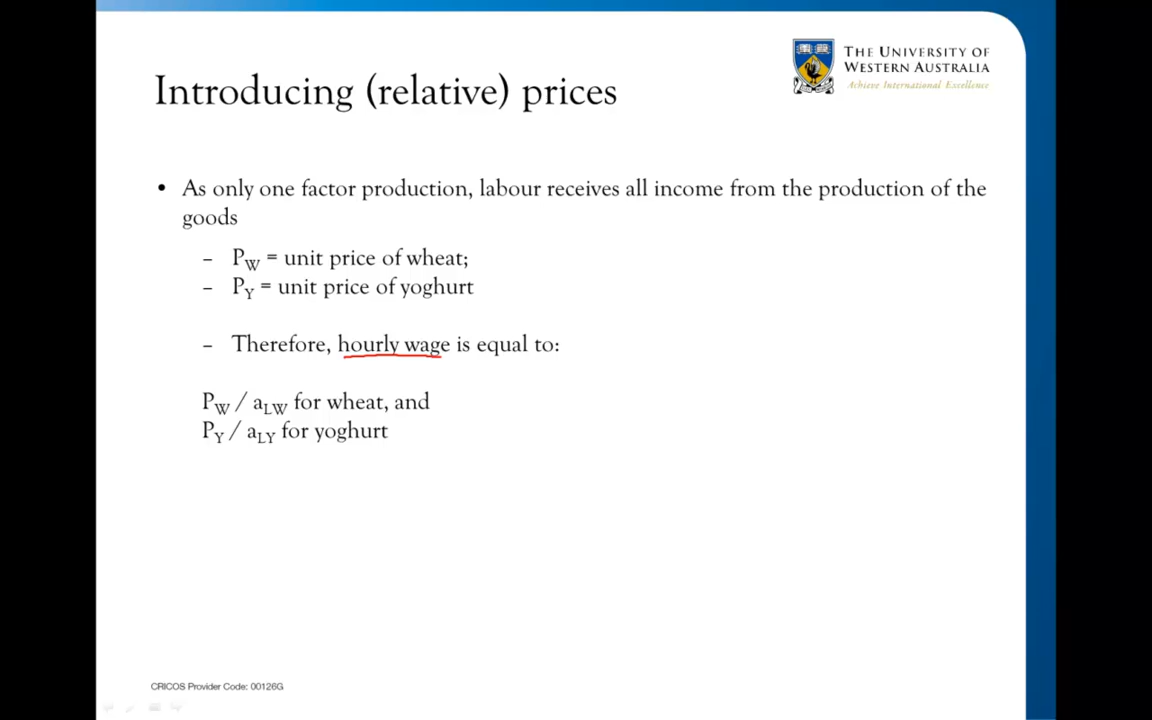 THE UNIVERSITY OF
WESTERN AUSTRALIA
Achieve International Excellence
Introducing (relative) prices
• As only one factor production, labour receives all income from the production of the
goods
– PW = unit price of wheat;
– PY = unit price of yoghurt
– Therefore, hourly wage is equal to:
PW / aLW for wheat, and
PY / aLY for yoghurt
CRICOS Provider Code: 00126G